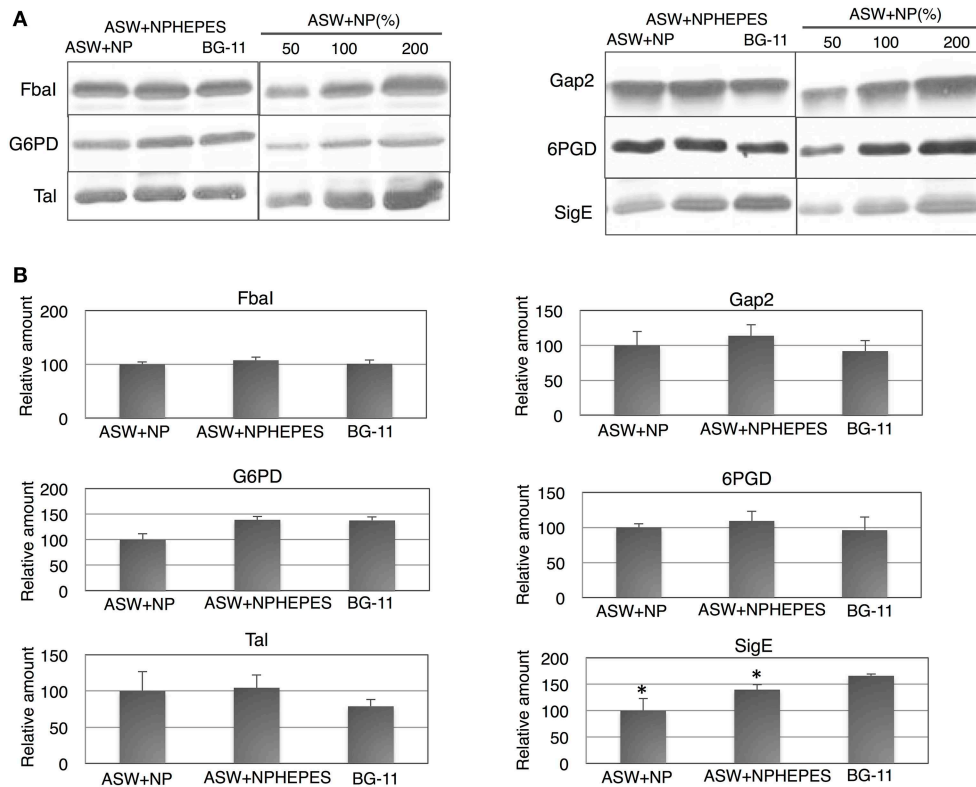 A
ASW+NPHEPES
ASW+NP(%)
ASW+NP
BG-11
50 100 200
FbaI
G6PD
Tal
ASW+NPHEPES
ASW+NP(%)
ASW+NP
BG-11
50 100 200
Gap2
6PGD
SigE
B
FbaI
Relative amount
200
100
0
ASW+NP ASW+NPHEPES BG-11
Gap2
Relative amount
150
100
50
0
ASW+NP ASW+NPHEPES BG-11
G6PD
Relative amount
200
150
100
50
0
ASW+NP ASW+NPHEPES BG-11
6PGD
Relative amount
150
100
50
0
ASW+NP ASW+NPHEPES BG-11
Tal
Relative amount
150
100
50
0
ASW+NP ASW+NPHEPES BG-11
SigE
Relative amount
200
150
100
50
0
* *
ASW+NP ASW+NPHEPES BG-11